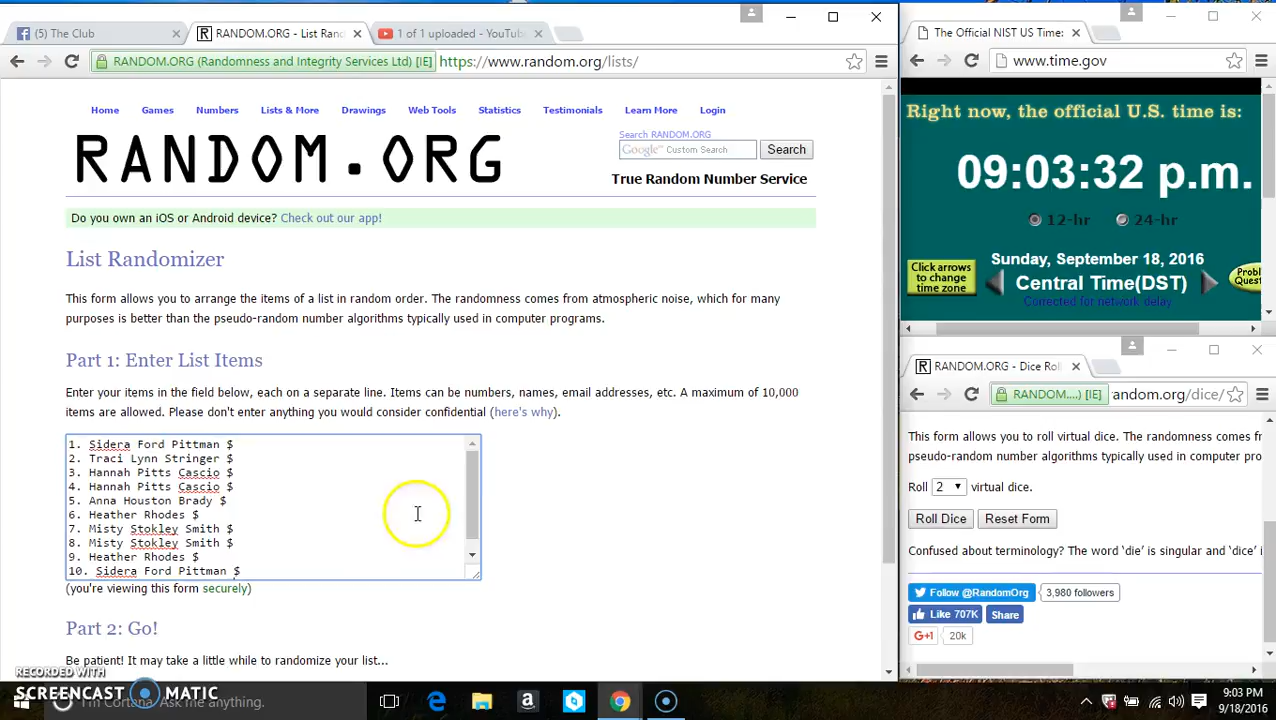 (5) The Club
RANDOM.ORG - List Rand
1 of 1 uploaded - YouTube
RANDOM.ORG (Randomness and Integrity Services Ltd) [IE] https://www.random.org/lists/
Home Games Numbers Lists & More Drawings Web Tools Statistics Testimonials Learn More Login
RANDOM.ORG
Search RANDOM.ORG
Google Custom Search
Search
True Random Number Service
Do you own an iOS or Android device? Check out our app!
List Randomizer
This form allows you to arrange the items of a list in random order. The randomness comes from atmospheric noise, which for many
purposes is better than the pseudo-random number algorithms typically used in computer programs.
Part 1: Enter List Items
Enter your items in the field below, each on a separate line. Items can be numbers, names, email addresses, etc. A maximum of 10,000
items are allowed. Please don't enter anything you would consider confidential (here's why).
1. Sidera Ford Pittman $
2. Traci Lynn Stringer $
3. Hannah Pitts Cascio $
4. Hannah Pitts Cascio $
5. Anna Houston Brady $
6. Heather Rhodes $
7. Misty Stokley Smith $
8. Misty Stokley Smith $
9. Heather Rhodes $
10. Sidera Ford Pittman $
(you're viewing this form securely)
Part 2: Go!
Be patient! It may take a little while to randomize your list...
The Official NIST US Time:
www.time.gov
Right now, the official U.S. time is:
09:03:32 p.m.
12-hr 24-hr
Click arrows
to change
time zone
Sunday, September 18, 2016
Central Time(DST)
Corrected for network delay
Probl
Quest
RANDOM.ORG - Dice Rol
RANDOM....) [IE] andom.org/dice/
This form allows you to roll virtual dice. The randomness comes fr
pseudo-random number algorithms typically used in computer pro
Roll 2 virtual dice.
Roll Dice Reset Form
Confused about terminology? The word 'die' is singular and 'dice' i
Follow @RandomOrg 3,980 followers
Like 707K Share
G+1 20k
RECORDED WITH
SCREENCAST MATIC
I'm Cortana. Ask me anything.
9:03 PM
9/18/2016